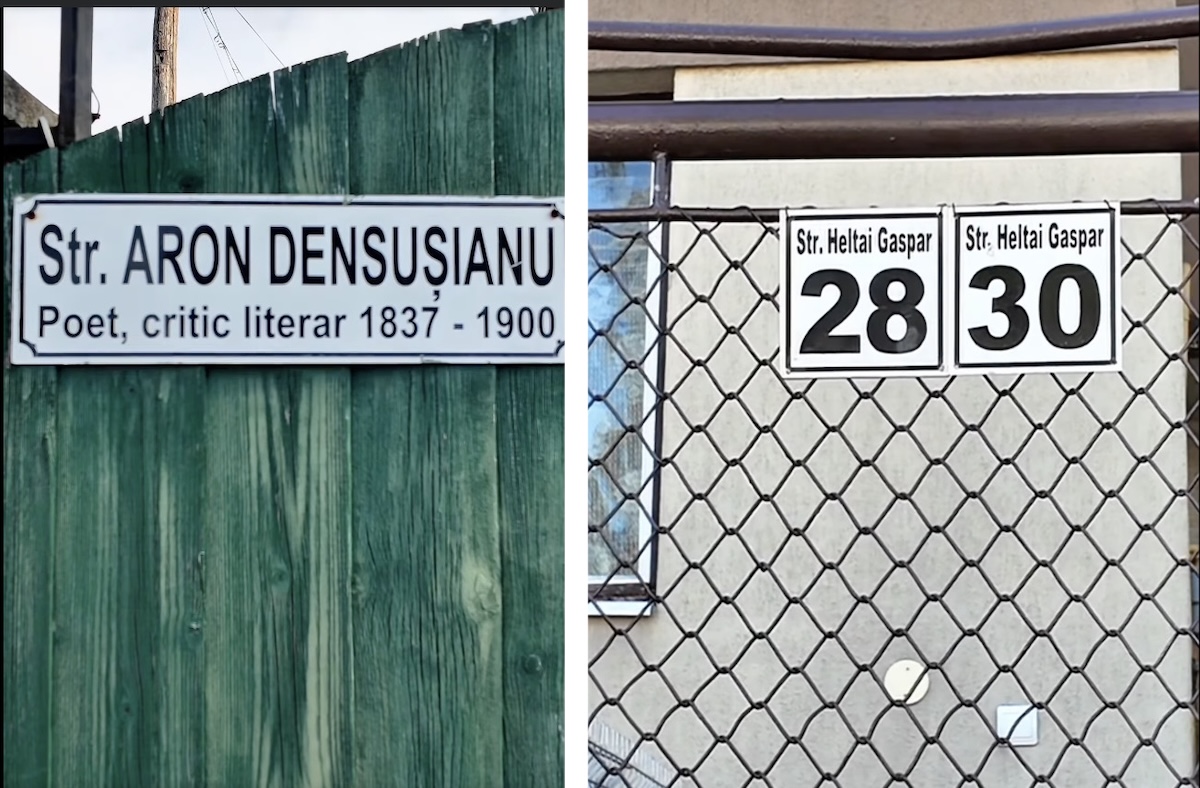 Str. ARON DENSUȘIANU
Poet, critic literar 1837 - 1900
Str. Heltai Gaspar
28
Str. Heltai Gaspar
30